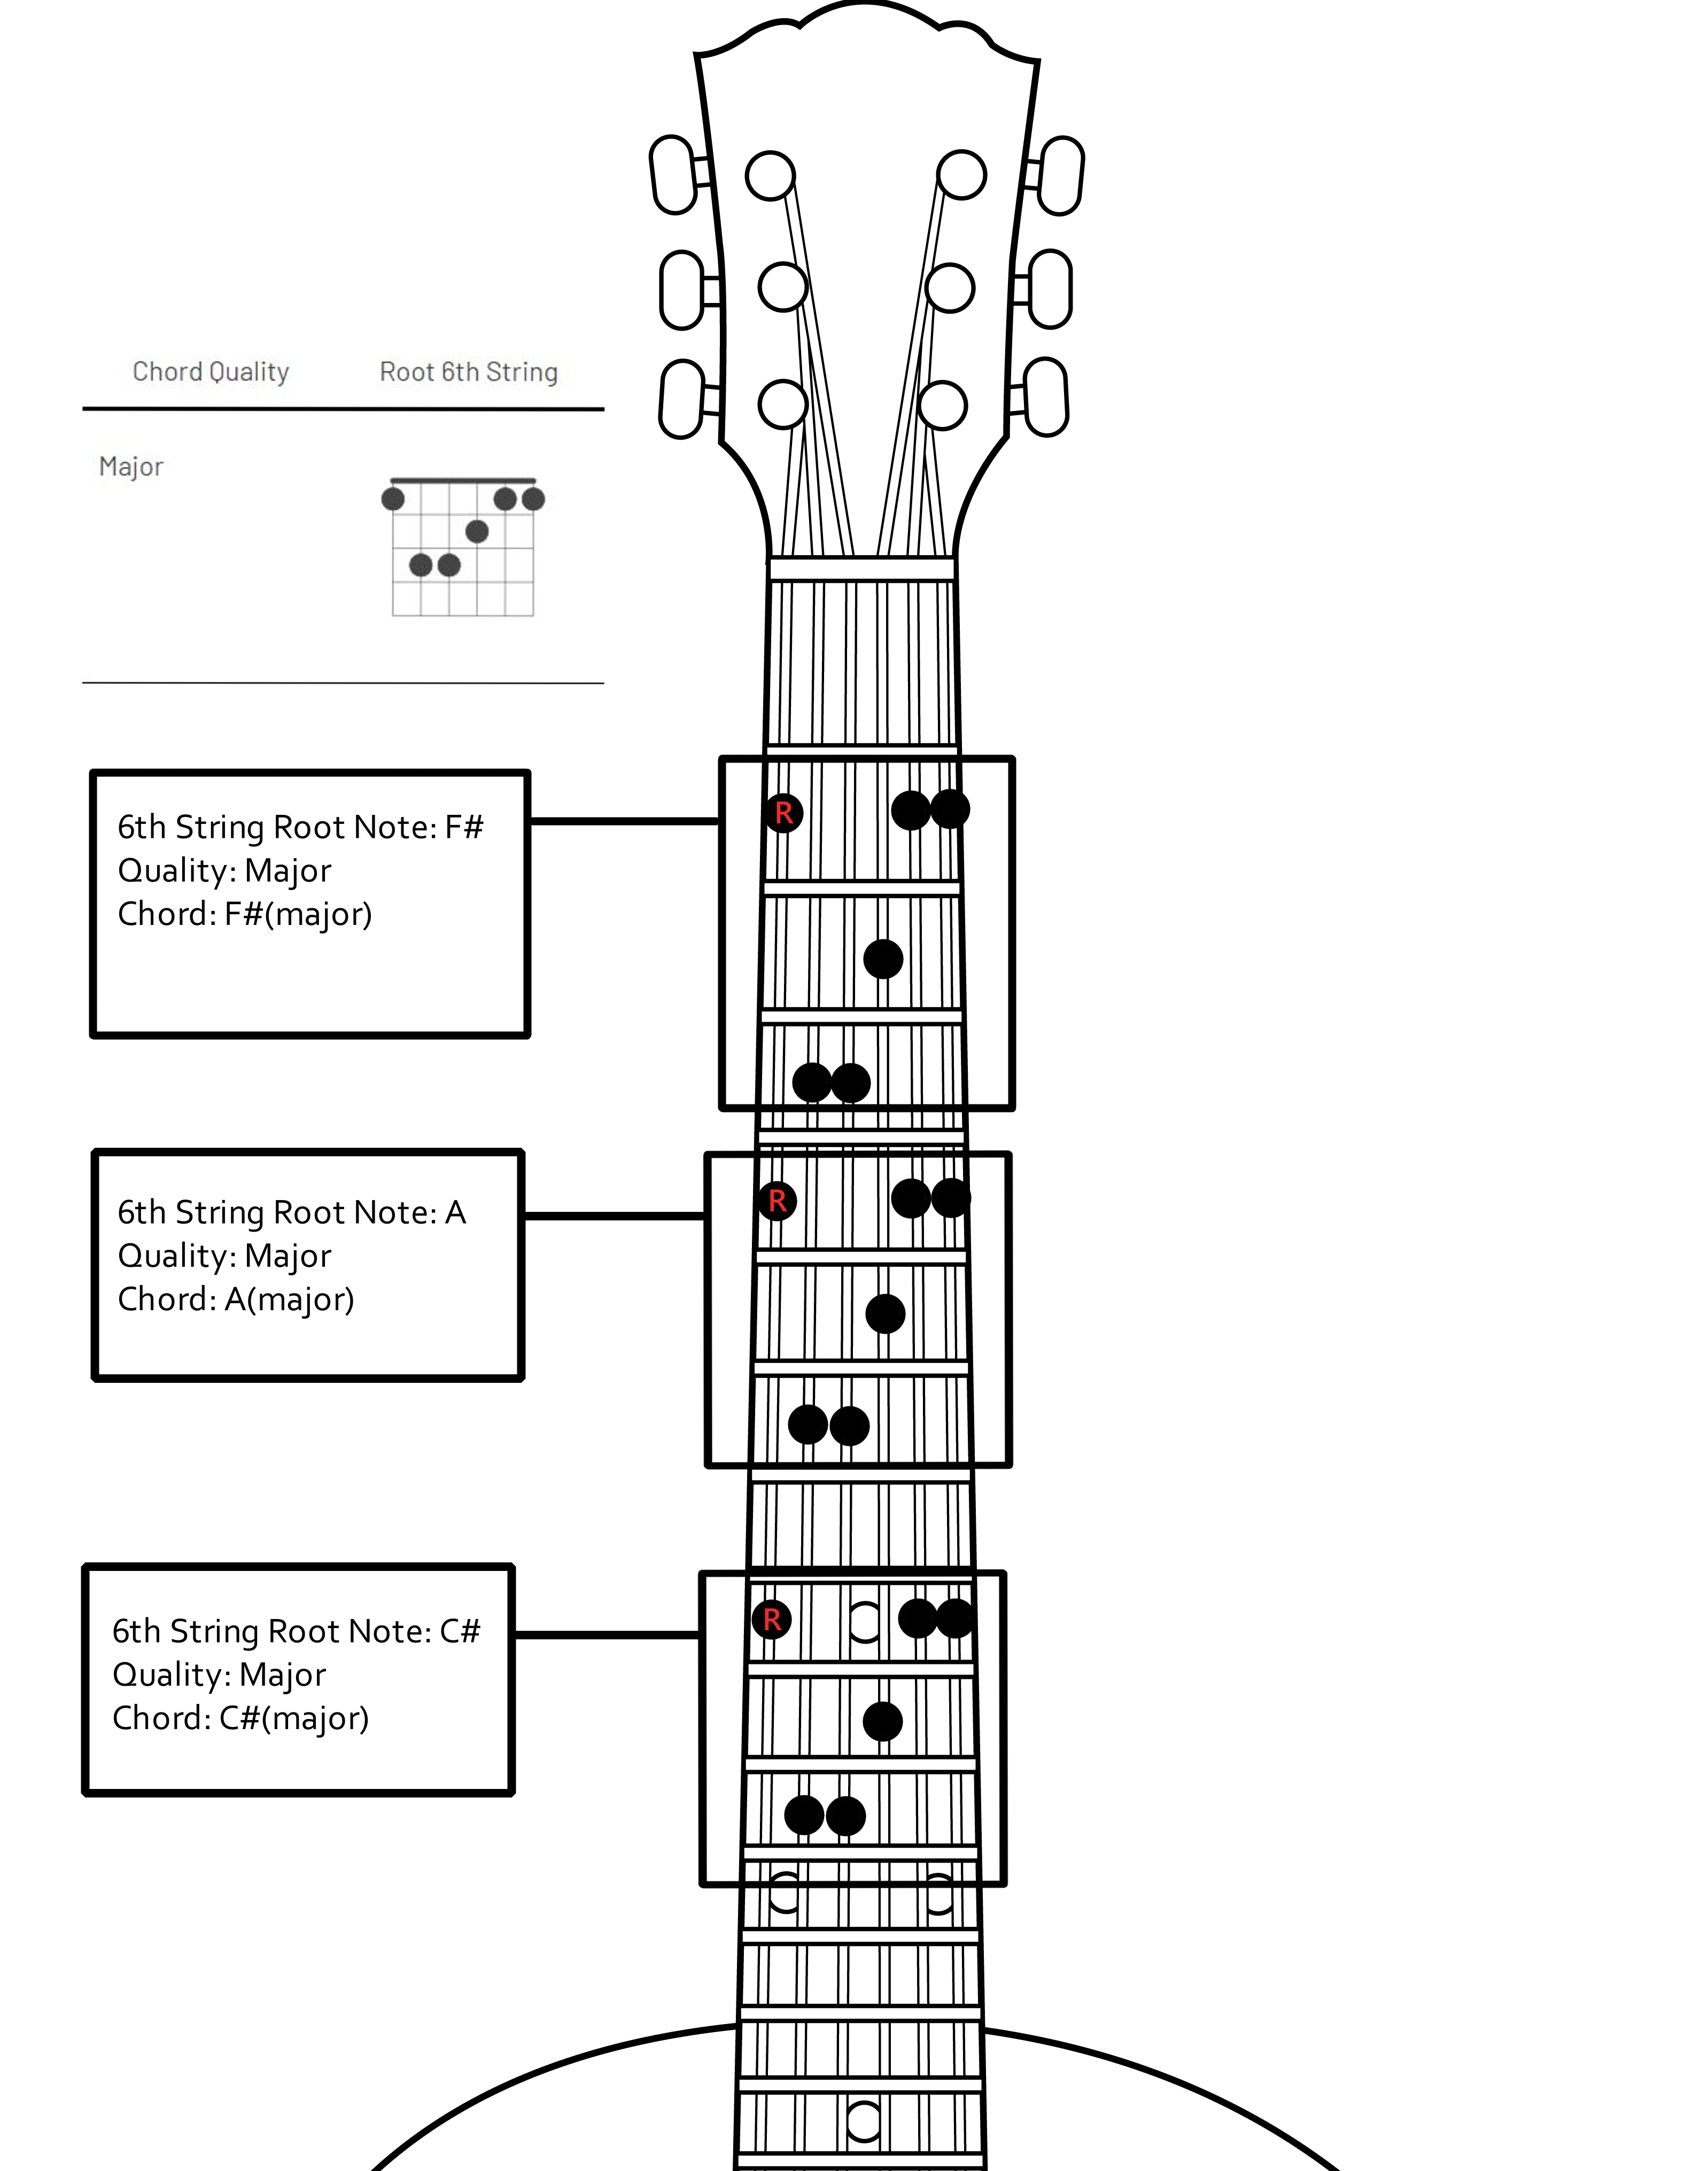 Chord Quality Root 6th String
Major
R
6th String Root Note: F#
Quality: Major
Chord: F#(major)
R
6th String Root Note: A
Quality: Major
Chord: A(major)
R
6th String Root Note: C#
Quality: Major
Chord: C#(major)